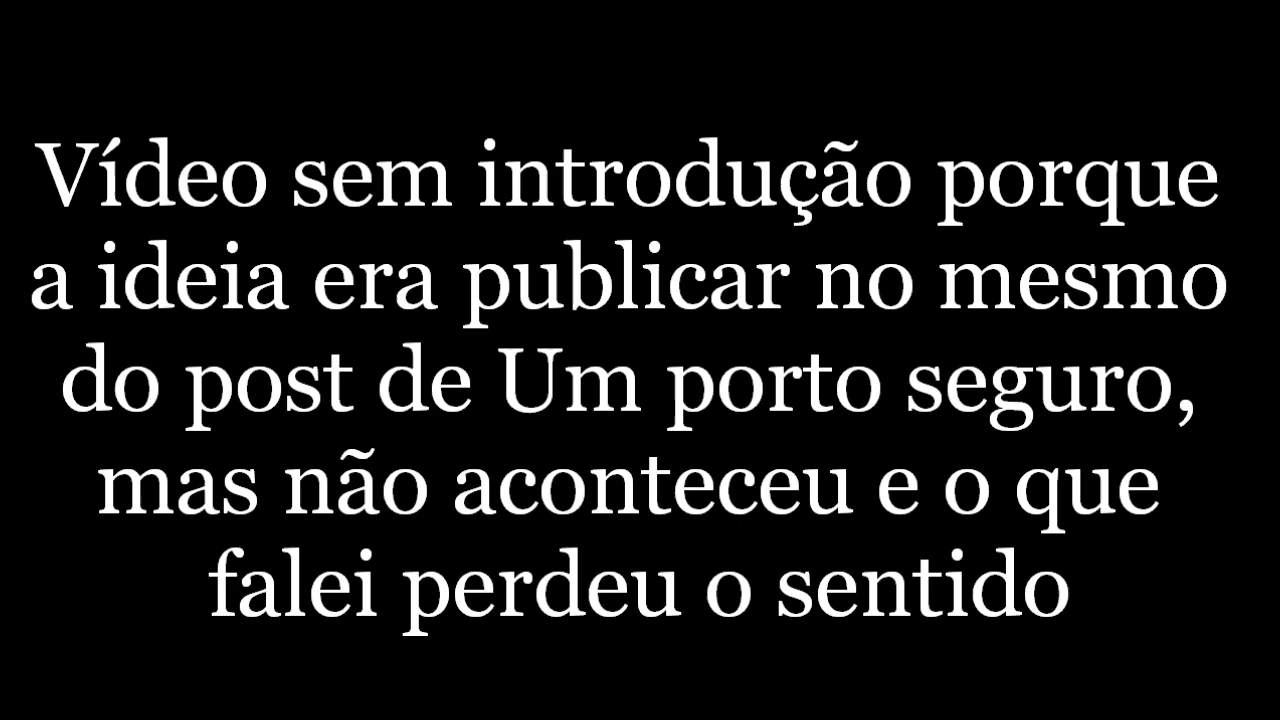 Vídeo sem introdução porque
a ideia era publicar no mesmo
do post de Um porto seguro,
mas não aconteceu e o que
falei perdeu o sentido